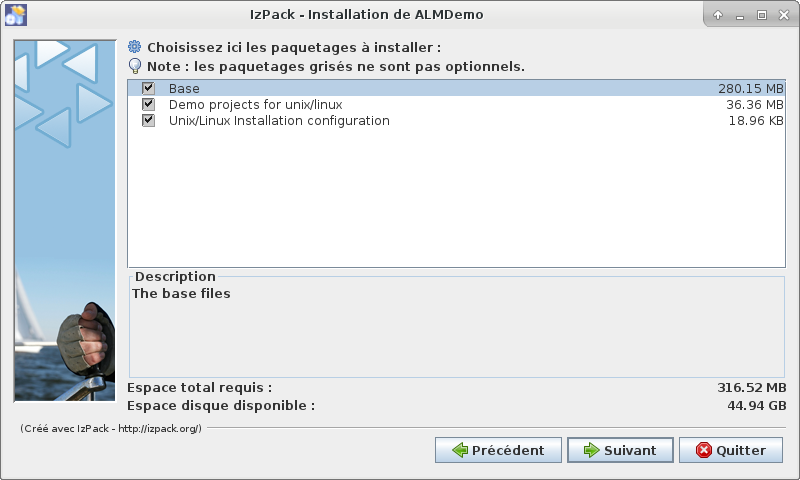 IzPack - Installation de ALMDemo
Choisissez ici les paquetages à installer :
Note : les paquetages grisés ne sont pas optionnels.
Base 280.15 MB
Demo projects for unix/linux 36.36 MB
Unix/Linux Installation configuration 18.96 KB
Description
The base files
Espace total requis : 316.52 MB
Espace disque disponible : 44.94 GB
(Créé avec IzPack - http://izpack.org/)
Précédent Suivant Quitter